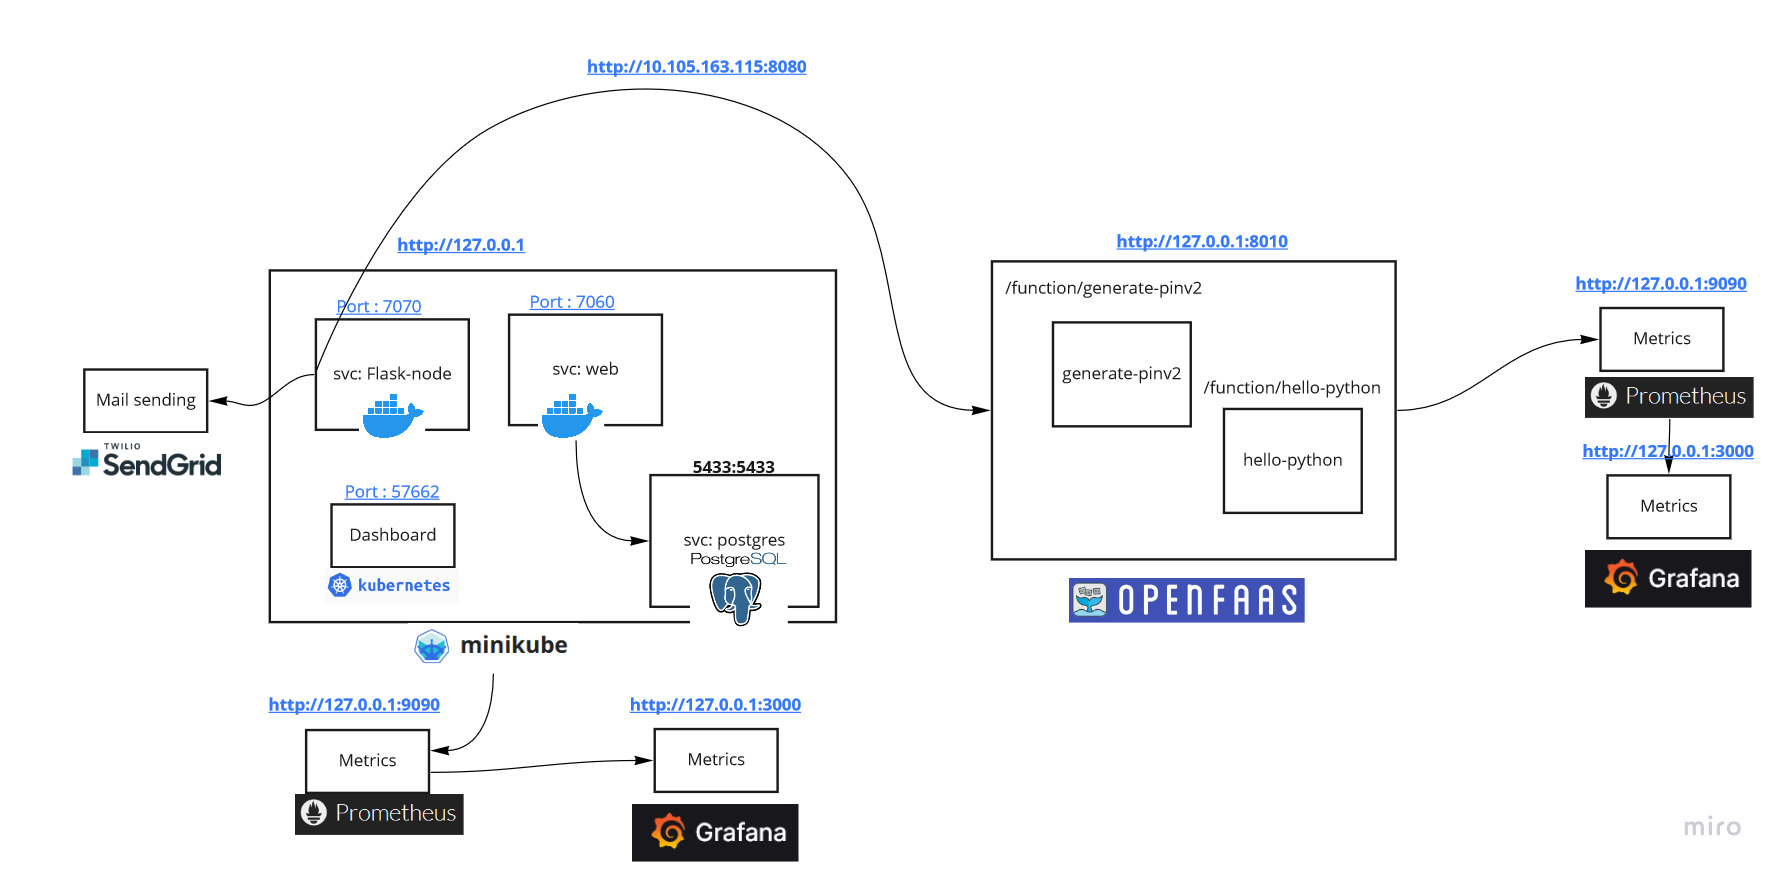 http://10.105.163.115:8080
http://127.0.0.1
Port : 7070
svc: Flask-node
Port : 7060
svc: web
Mail sending
TWILIO
SendGrid
5433:5433
svc: postgres
PostgreSQL
Port : 57662
Dashboard
kubernetes
minikube
http://127.0.0.1:9090
Metrics
Prometheus
http://127.0.0.1:3000
Metrics
Grafana
http://127.0.0.1:8010
/function/generate-pinv2
generate-pinv2
/function/hello-python
hello-python
OPENFAAS
http://127.0.0.1:9090
Metrics
Prometheus
http://127.0.0.1:3000
Metrics
Grafana
miro